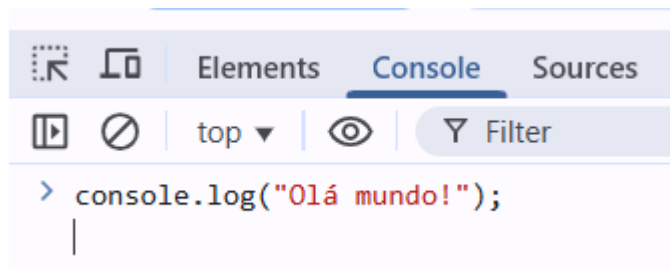 Elements Console Sources
top Filter
> console.log("Olá mundo!");